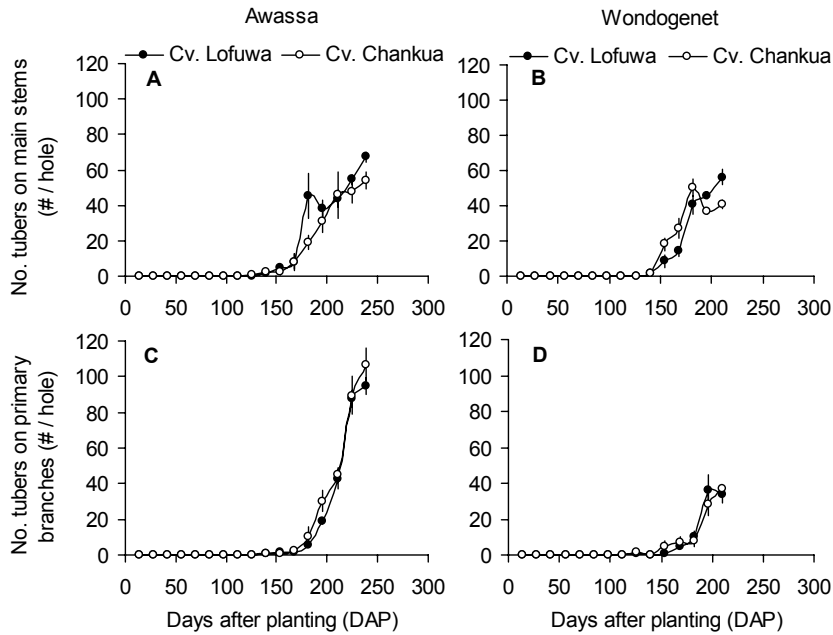 Awassa
Wondogenet
Cv. Lofuwa Cv. Chankua
Cv. Lofuwa Cv. Chankua
No. tubers on main stems
(# / hole)
A
120
100
80
60
40
20
0
0 50 100 150 200 250 300
B
120
100
80
60
40
20
0
0 50 100 150 200 250 300
No. tubers on primary
branches (# / hole)
C
120
100
80
60
40
20
0
0 50 100 150 200 250 300
Days after planting (DAP)
D
120
100
80
60
40
20
0
0 50 100 150 200 250 300
Days after planting (DAP)